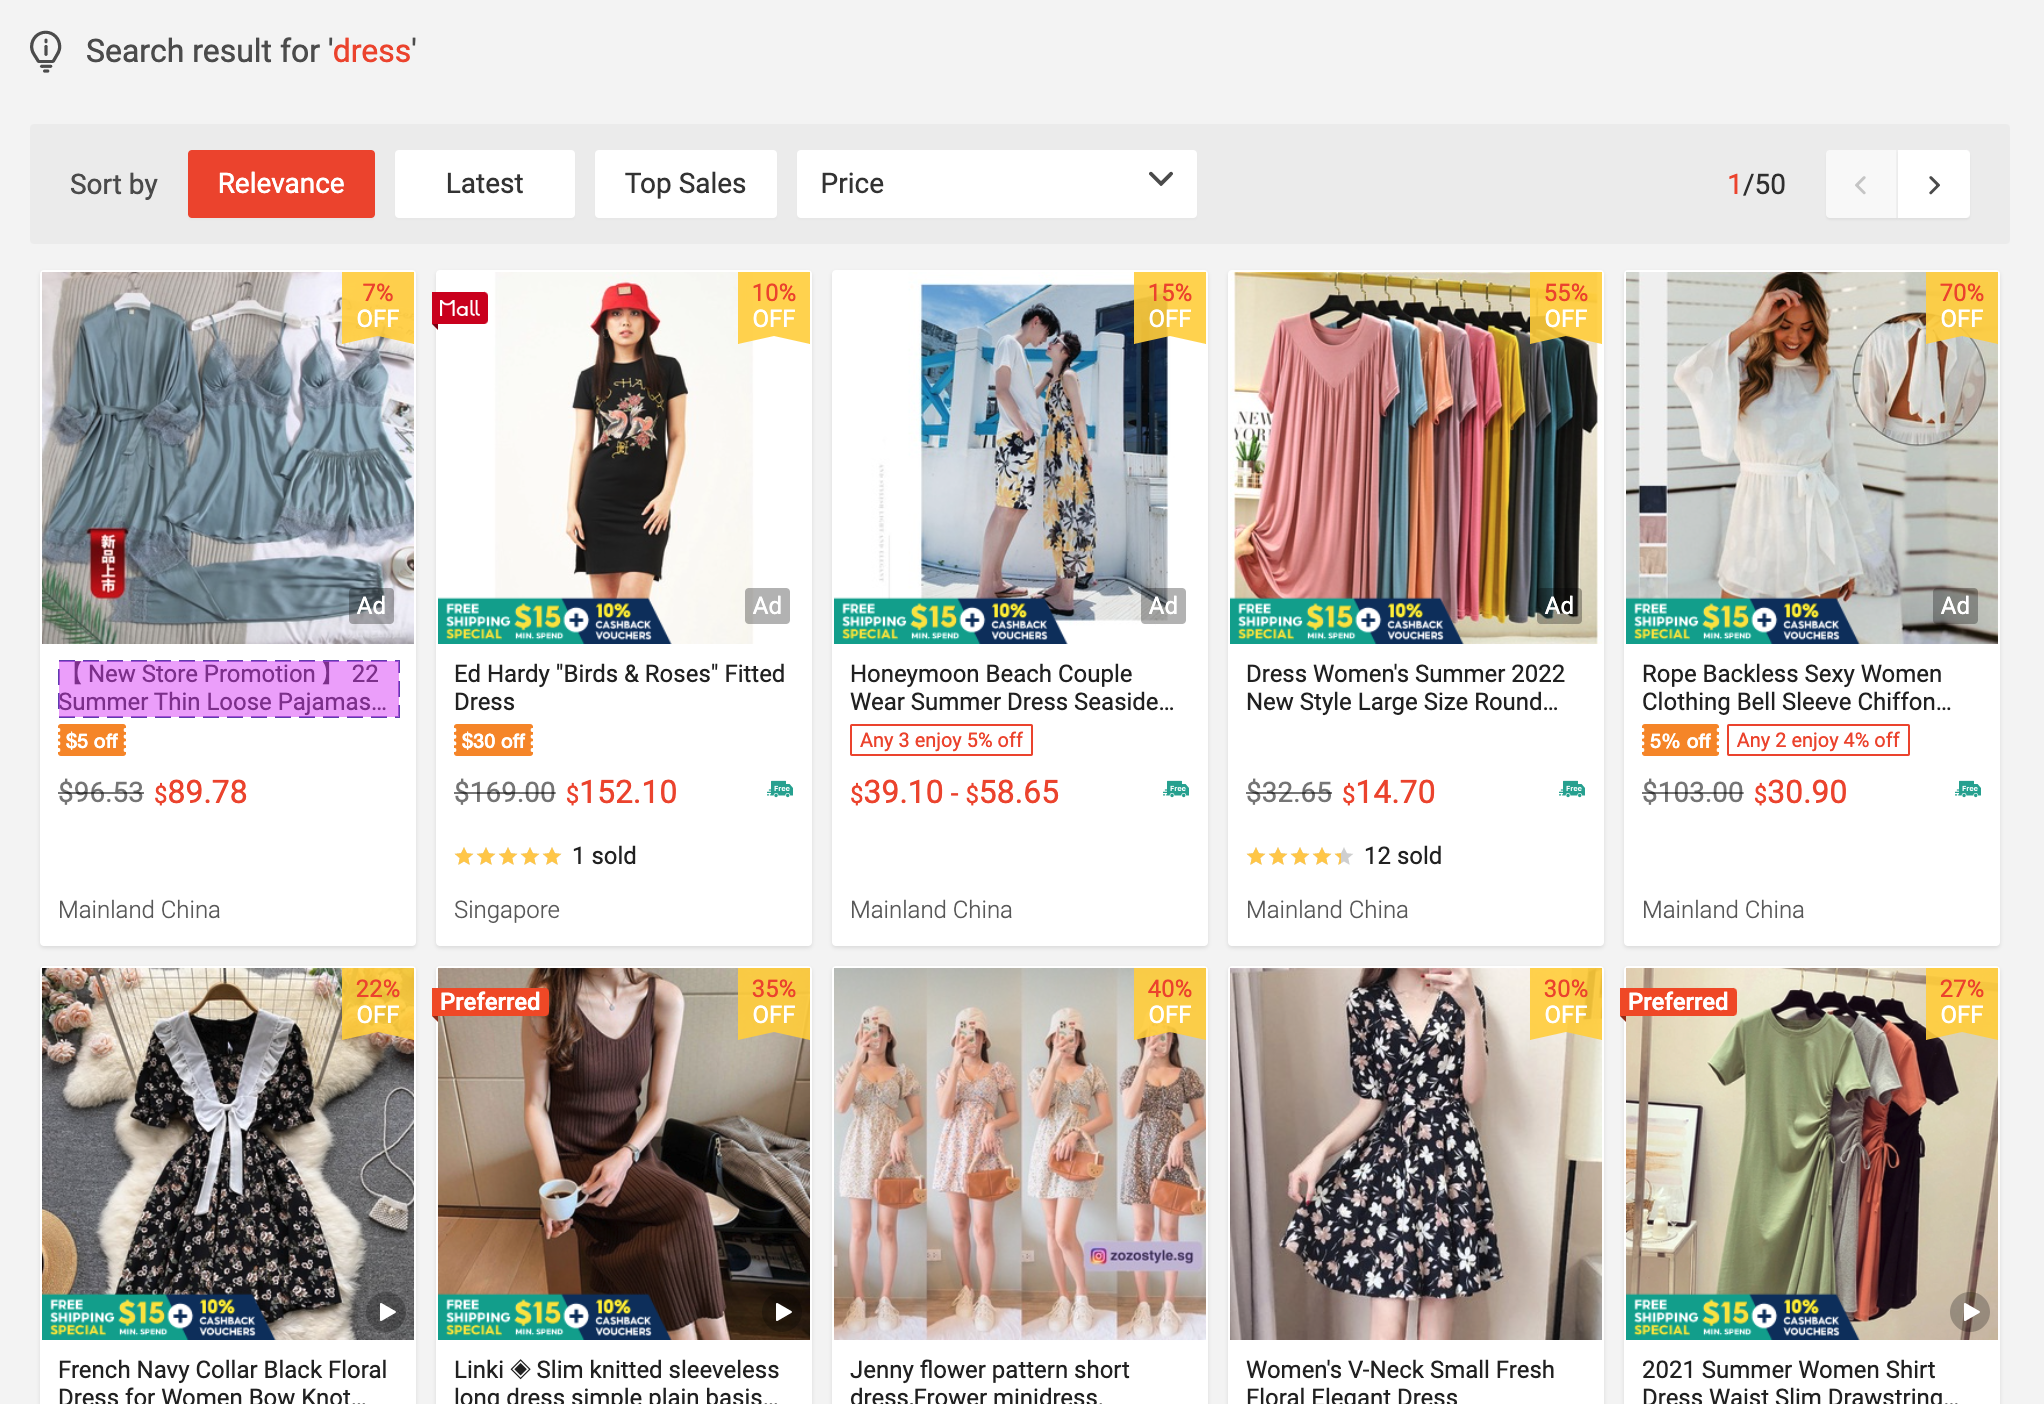 Search result for 'dress'
Sort by
Relevance
Latest
Top Sales
Price
1/50
7%
OFF
新品上市
Ad
【 New Store Promotion 】 22
Summer Thin Loose Pajamas...
$5 off
$96.53 $89.78
Mainland China
Mall
10%
OFF
FREE SHIPPING SPECIAL $15 MIN. SPEND + 10% CASHBACK VOUCHERS
Ad
Ed Hardy "Birds & Roses" Fitted
Dress
$30 off
$169.00 $152.10
Free
1 sold
Singapore
15%
OFF
FREE SHIPPING SPECIAL $15 MIN. SPEND + 10% CASHBACK VOUCHERS
Ad
Honeymoon Beach Couple
Wear Summer Dress Seaside...
Any 3 enjoy 5% off
$39.10 - $58.65
Free
Mainland China
55%
OFF
NEW
YORK
FREE SHIPPING SPECIAL $15 MIN. SPEND + 10% CASHBACK VOUCHERS
Ad
Dress Women's Summer 2022
New Style Large Size Round...
$32.65 $14.70
Free
12 sold
Mainland China
70%
OFF
FREE SHIPPING SPECIAL $15 MIN. SPEND + 10% CASHBACK VOUCHERS
Ad
Rope Backless Sexy Women
Clothing Bell Sleeve Chiffon...
5% off
Any 2 enjoy 4% off
$103.00 $30.90
Free
Mainland China
22%
OFF
FREE SHIPPING SPECIAL $15 MIN. SPEND + 10% CASHBACK VOUCHERS
French Navy Collar Black Floral
Dress for Women Bow Knot...
Preferred
35%
OFF
FREE SHIPPING SPECIAL $15 MIN. SPEND + 10% CASHBACK VOUCHERS
Linki ◈ Slim knitted sleeveless
long dress simple plain basis...
40%
OFF
zozostyle.sg
Jenny flower pattern short
dress,Frower minidress,
30%
OFF
Women's V-Neck Small Fresh
Floral Elegant Dress
Preferred
27%
OFF
FREE SHIPPING SPECIAL $15 MIN. SPEND + 10% CASHBACK VOUCHERS
2021 Summer Women Shirt
Dress Waist Slim Drawstring...